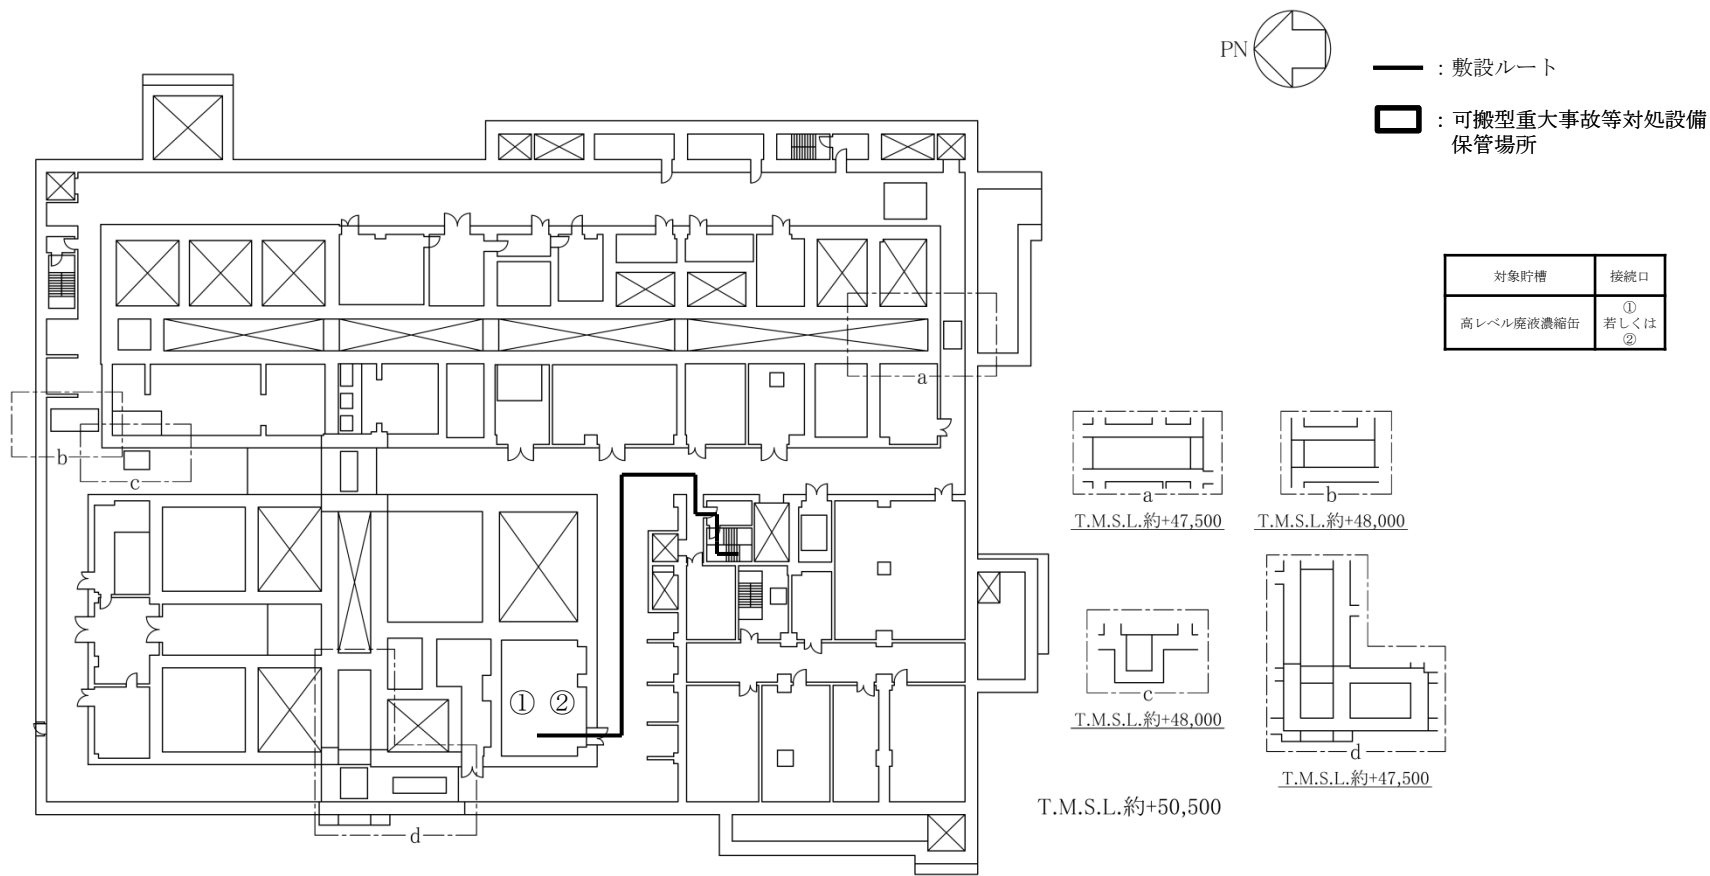 PN
：敷設ルート
：可搬型重大事故等対処設備
保管場所
対象貯槽
接続口
高レベル廃液濃縮缶
①
若しくは
②
a
b
c
① ②
d
a
T.M.S.L.約+47,500
b
T.M.S.L.約+48,000
c
T.M.S.L.約+48,000
d
T.M.S.L.約+47,500
T.M.S.L.約+50,500